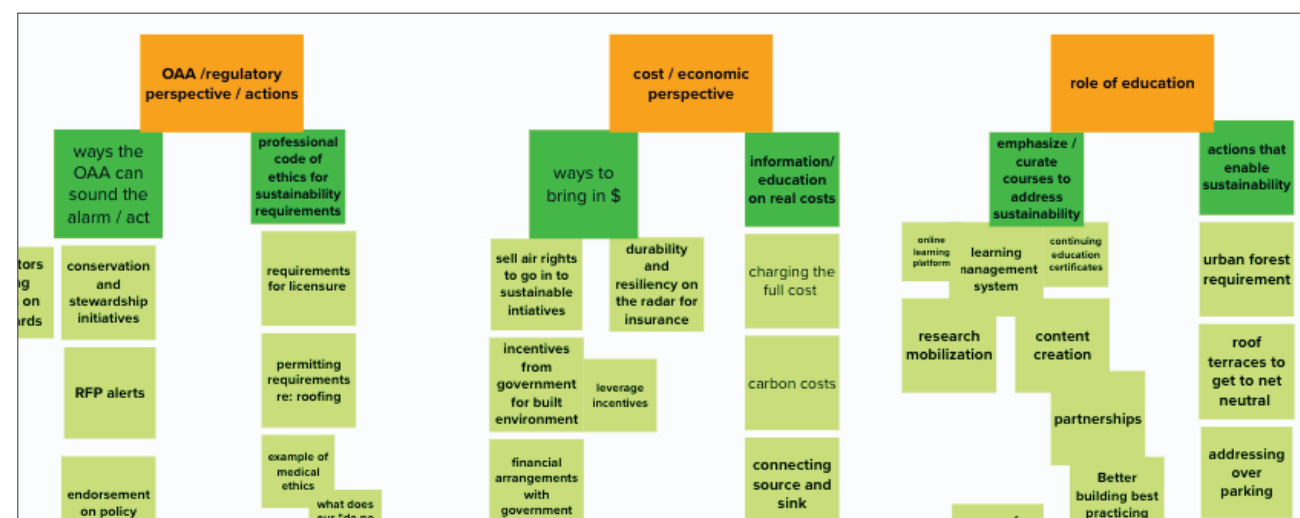 OAA /regulatory
perspective / actions
ways the
OAA can
sound the
alarm / act
professional
code of
ethics for
sustainability
requirements
on
conservation
and
stewardship
initiatives
RFP alerts
endorsement
on policy
requirements
for licensure
permitting
requirements
re: roofing
example of
medical
ethics
what does
our "do no
cost / economic
perspective
ways to
bring in $
information/
education
on real costs
sell air rights
to go in to
sustainable
intiatives
durability
and
resiliency on
the radar for
insurance
incentives
from
government
for built
environment
leverage
incentives
financial
arrangements
with
government
charging the
full cost
carbon costs
connecting
source and
sink
role of education
emphasize /
curate
courses to
address
sustainability
actions that
enable
sustainability
online
learning
platform
learning
management
system
continuing
education
certificates
research
mobilization
content
creation
partnerships
Better
building best
practicing
urban forest
requirement
roof
terraces to
get to net
neutral
addressing
over
parking